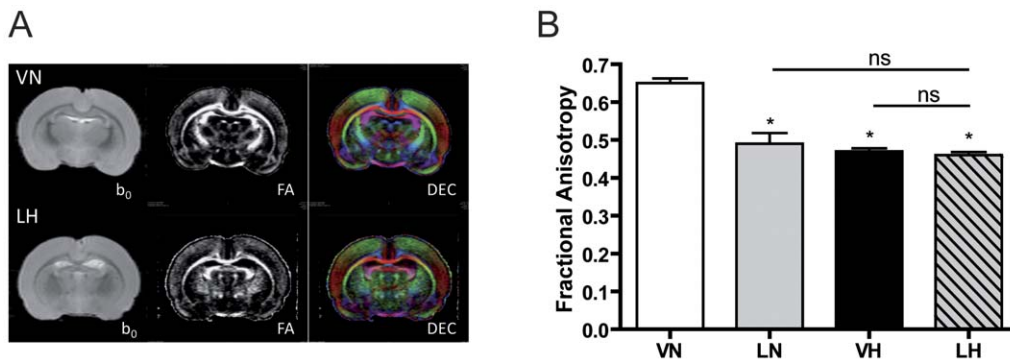 A
VN
b0
FA
DEC
LH
b0
FA
DEC
B
Fractional Anisotropy
0.7
0.6
0.5
0.4
0.3
0.2
0.1
0.0
ns
ns
* * *
VN LN VH LH